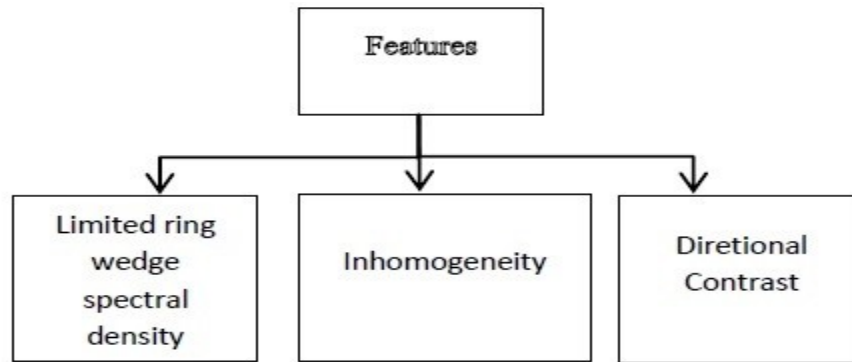 Features
Limited ring
wedge
spectral
density
Inhomogeneity
Diretional
Contrast